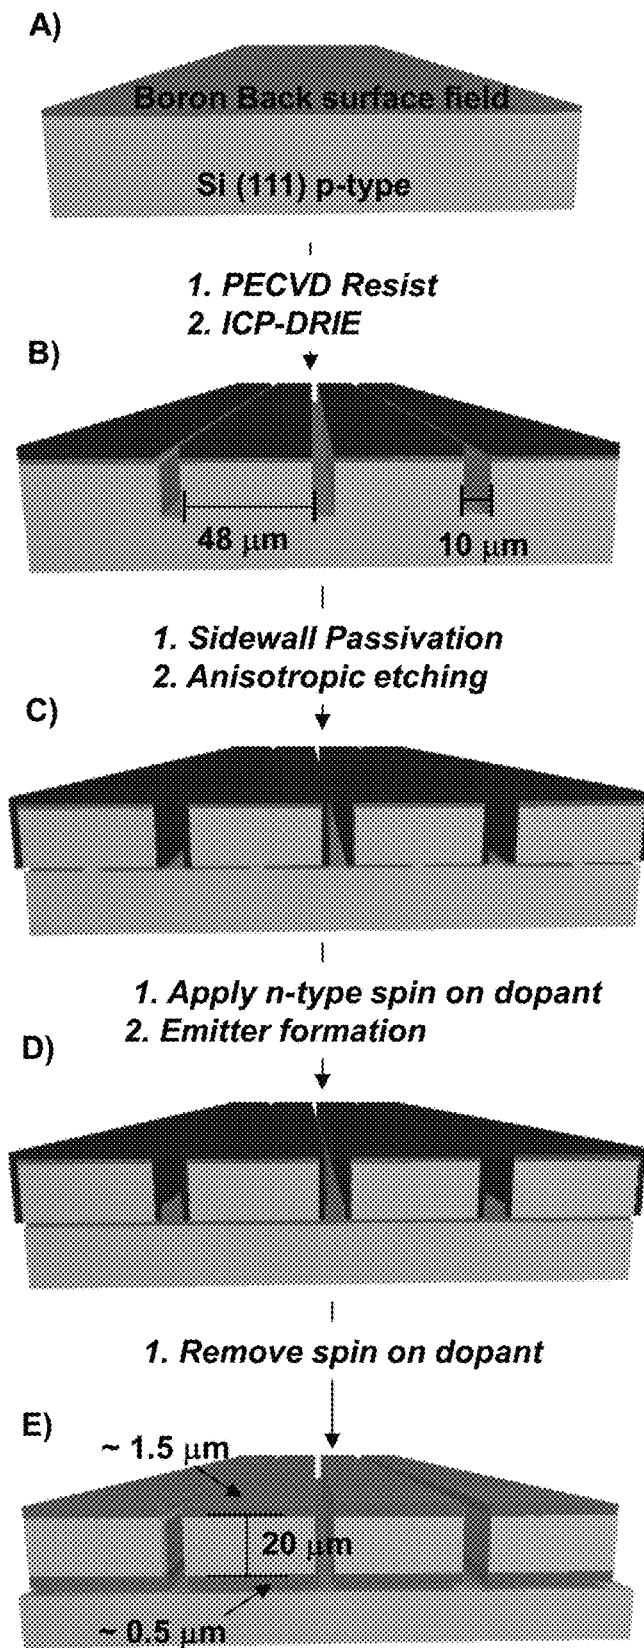 A)
Boron Back surface field
Si (111) p-type
1. PECVD Resist
2. ICP-DRIE
B)
48 μm
10 μm
1. Sidewall Passivation
2. Anisotropic etching
C)
1. Apply n-type spin on dopant
2. Emitter formation
D)
1. Remove spin on dopant
E)
~ 1.5 μm
20 μm
~ 0.5 μm